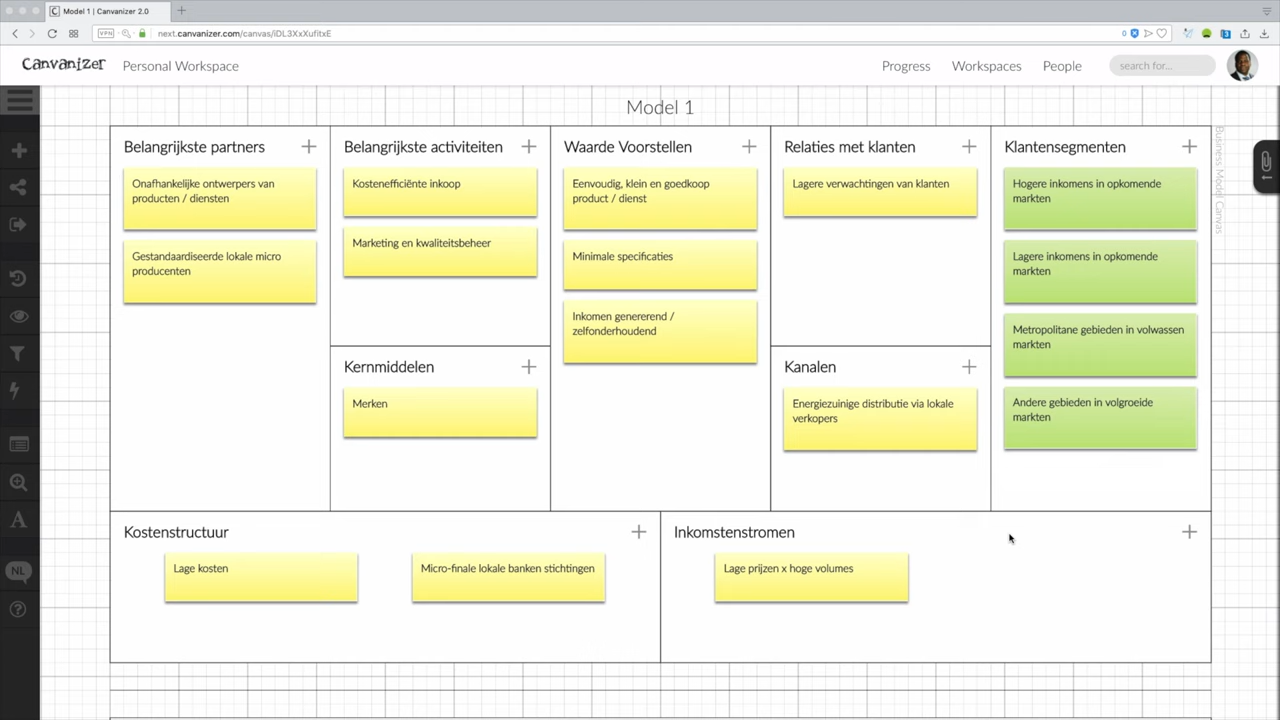 Model 1 | Canvanizer 2.0
VPN
next.canvanizer.com/canvas/iDL3XxXufitxE
0
Canvanizer
Personal Workspace
Progress
Workspaces
People
search for...
Model 1
Belangrijkste partners
Onafhankelijke ontwerpers van
producten / diensten
Gestandaardiseerde lokale micro
producenten
Belangrijkste activiteiten
Kostenefficiënte inkoop
Marketing en kwaliteitsbeheer
Kernmiddelen
Merken
Waarde Voorstellen
Eenvoudig, klein en goedkoop
product / dienst
Minimale specificaties
Inkomen genererend /
zelfonderhoudend
Relaties met klanten
Lagere verwachtingen van klanten
Kanalen
Energiezuinige distributie via lokale
verkopers
Klantensegmenten
Hogere inkomens in opkomende
markten
Lagere inkomens in opkomende
markten
Metropolitane gebieden in volwassen
markten
Andere gebieden in volgroeide
markten
Business Model Canvas
Kostenstructuur
Lage kosten
Micro-finale lokale banken stichtingen
Inkomstenstromen
Lage prijzen x hoge volumes
A
NL